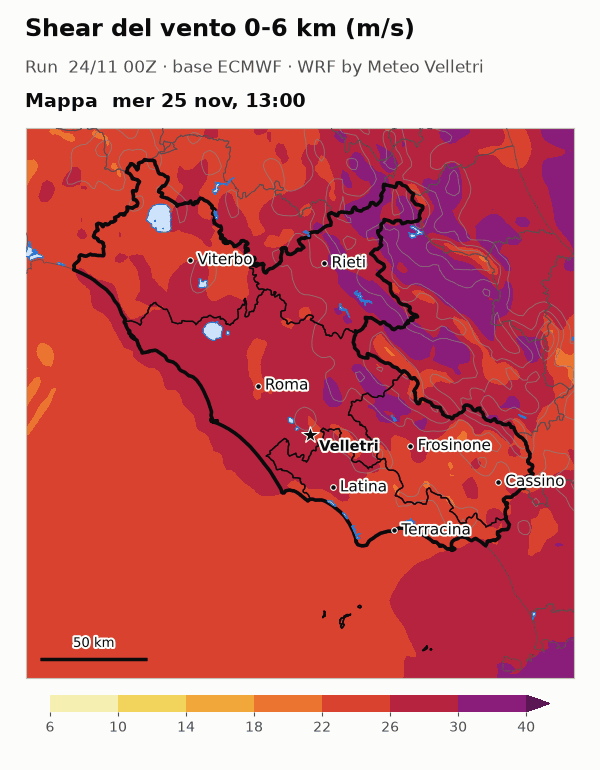 Shear del vento 0-6 km (m/s)
Run  24/11 00Z · base ECMWF · WRF by Meteo Velletri
Mappa  mer 25 nov, 13:00
Viterbo
Rieti
Roma
Velletri
Frosinone
Latina
Cassino
Terracina
50 km
6 10 14 18 22 26 30 40